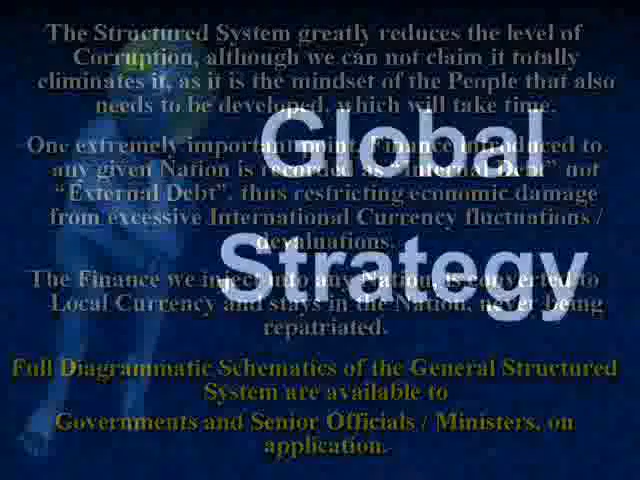 The Structured System greatly reduces the level of
Corruption, although we can not claim it totally
eliminates it, as it is the mindset of the People that also
needs to be developed, which will take time.
One extremely important point, Finance introduced to
any given Nation is recorded as "Internal Debt" not
"External Debt", thus restricting economic damage
from excessive International Currency fluctuations /
devaluations.
The Finance we inject into any Nation, is converted to
Local Currency and stays in the Nation, never being
repatriated.
Full Diagrammatic Schematics of the General Structured
System are available to
Governments and Senior Officials / Ministers, on
application.
Global
Strategy